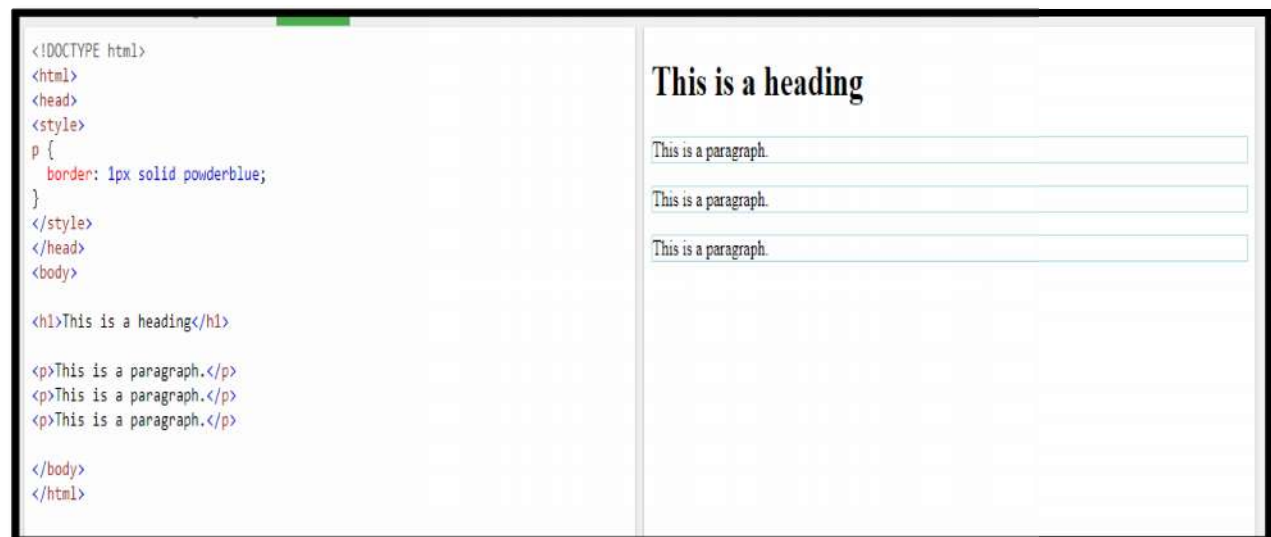 <!DOCTYPE html>
<html>
<head>
<style>
p {
  border: 1px solid powderblue;
}
</style>
</head>
<body>

<h1>This is a heading</h1>

<p>This is a paragraph.</p>
<p>This is a paragraph.</p>
<p>This is a paragraph.</p>

</body>
</html>

This is a heading
This is a paragraph.
This is a paragraph.
This is a paragraph.